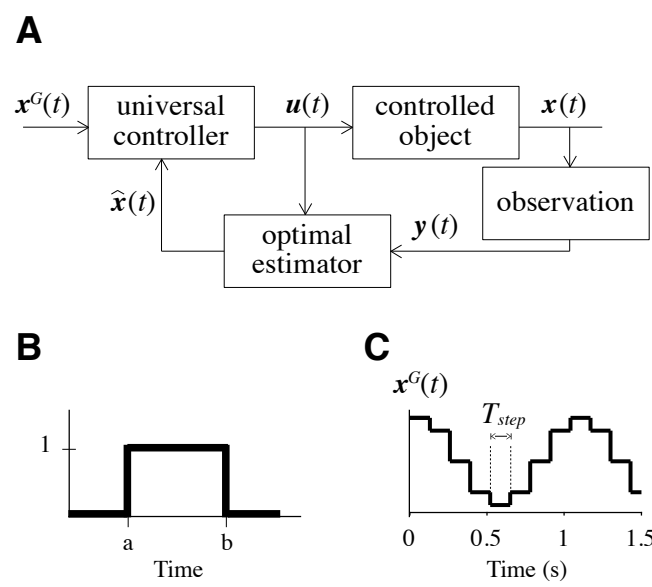 A
x^G(t)
universal
controller
u(t)
controlled
object
x(t)
x̂(t)
optimal
estimator
y(t)
observation
B
1
a
b
Time
C
x^G(t)
T_step
0
0.5
1
1.5
Time (s)